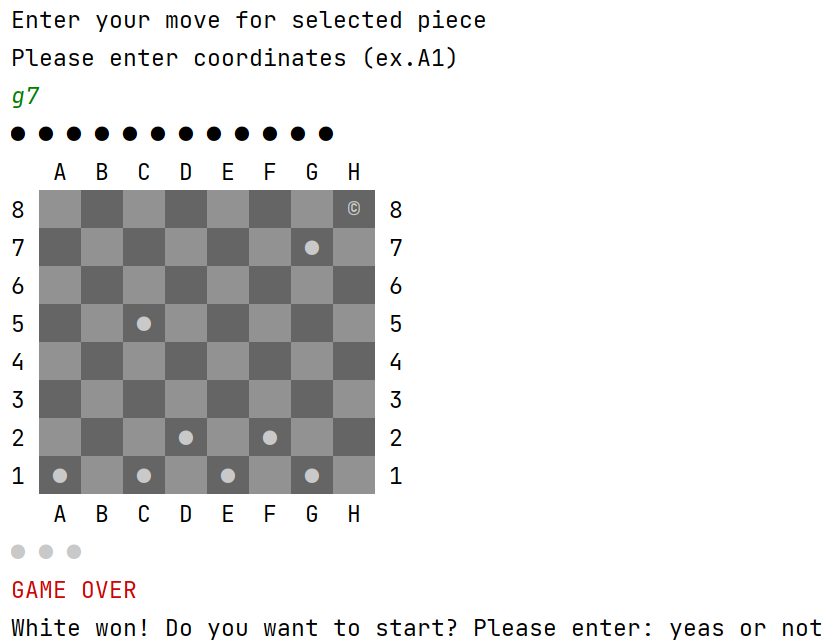 Enter your move for selected piece
Please enter coordinates (ex.A1)
g7
● ● ● ● ● ● ● ● ● ● ● ●
A B C D E F G H
8 © 8
7 ● 7
6 6
5 ● 5
4 4
3 3
2 ● ● 2
1 ● ● ● ● 1
A B C D E F G H
● ● ●
GAME OVER
White won! Do you want to start? Please enter: yeas or not